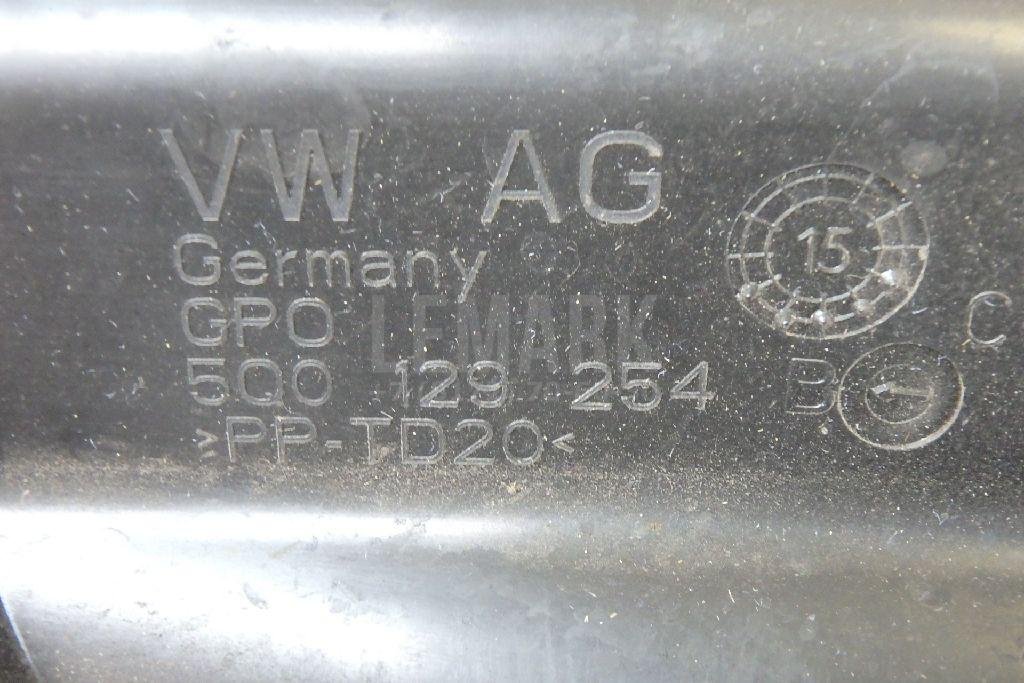 VW AG
15
Germany
GPO
LEMARK
5Q0 129 254
B
C
>PP-TD20<